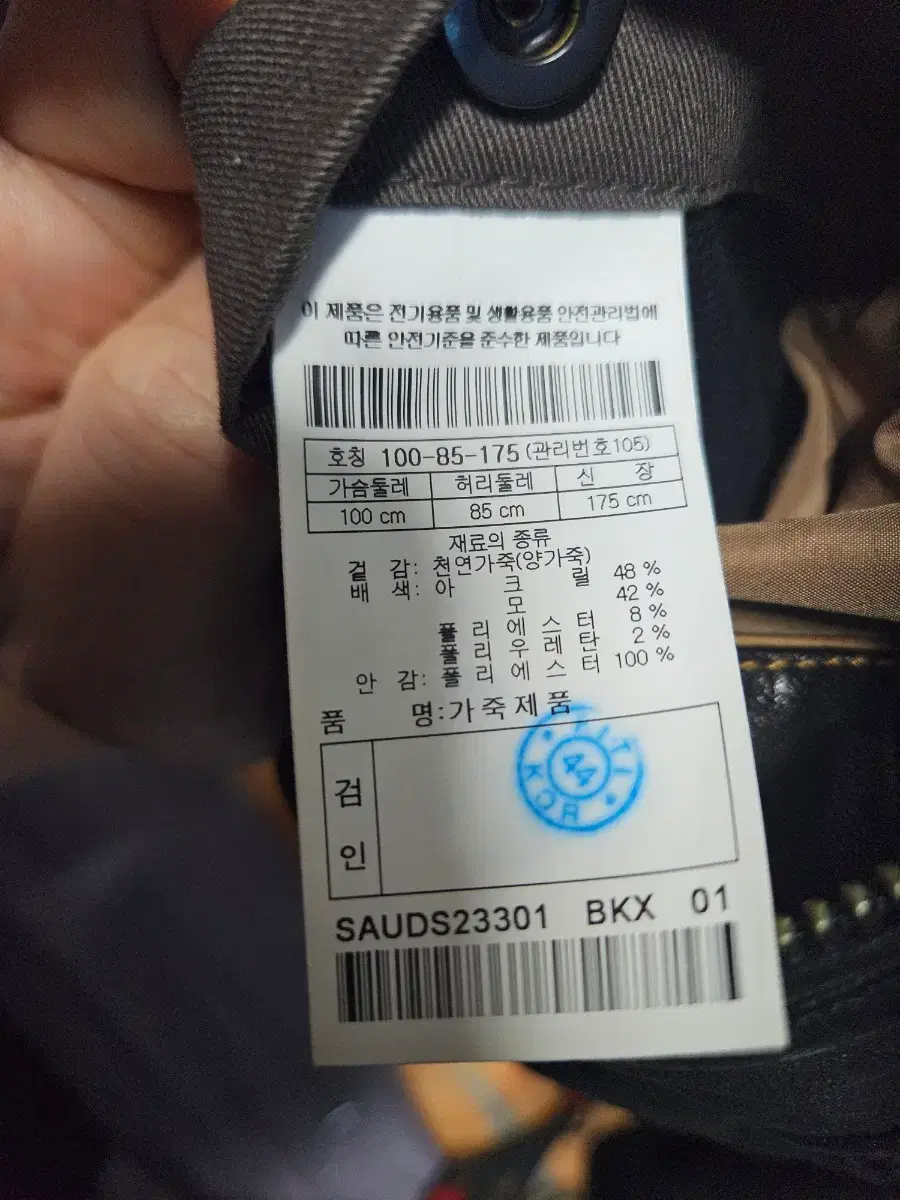 이 제품은 전기용품 및 생활용품 안전관리법에
따른 안전기준을 준수한 제품입니다
호칭 100-85-175 (관리번호105)
가슴둘레 허리둘레 신 장
100 cm 85 cm 175 cm
재료의 종류
겉 감: 천연가죽(양가죽)
배 색: 아 크 릴 48 %
모 42 %
폴 리 에 스 터 8 %
폴 리 우 레 탄 2 %
안 감: 폴 리 에 스 터 100 %
품 명:가죽제품
검
인
TITI
44
KOR
SAUDS23301 BKX 01